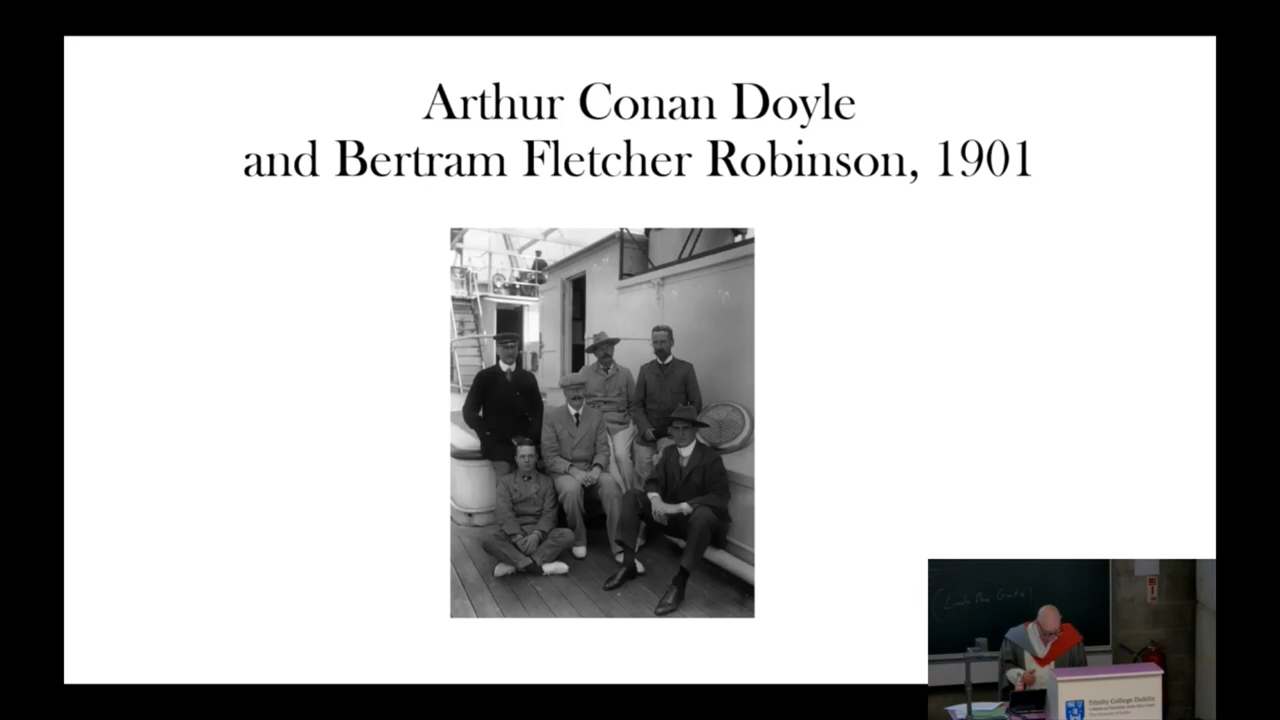 Arthur Conan Doyle
and Bertram Fletcher Robinson, 1901
Trinity College Dublin